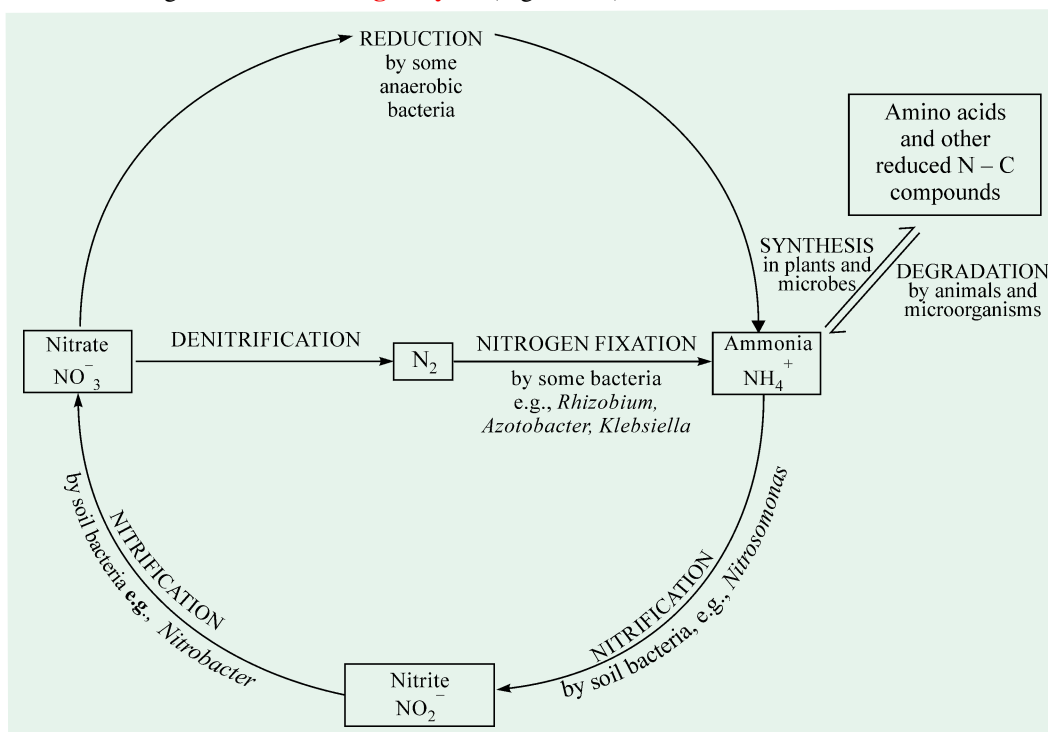 REDUCTION
by some
anaerobic
bacteria
Amino acids
and other
reduced N – C
compounds
SYNTHESIS
in plants and
microbes
DEGRADATION
by animals and
microorganisms
Nitrate
NO⁻₃
DENITRIFICATION
N₂
NITROGEN FIXATION
by some bacteria
e.g., Rhizobium,
Azotobacter, Klebsiella
Ammonia
NH₄⁺
NITRIFICATION
by soil bacteria e.g., Nitrobacter
NITRIFICATION
by soil bacteria, e.g., Nitrosomonas
Nitrite
NO₂⁻